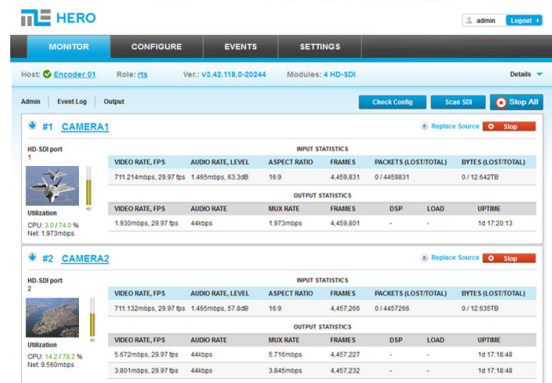 HERO
admin Logout
MONITOR CONFIGURE EVENTS SETTINGS
Host: Encoder 01 Role: rts Ver.: v3.42.118.0-20244 Modules: 4 HD-SDI Details
Admin Event Log Output Check Config Scan SDI Stop All
#1 CAMERA1 Replace Source Stop
HD-SDI port INPUT STATISTICS
1 VIDEO RATE, FPS AUDIO RATE, LEVEL ASPECT RATIO FRAMES PACKETS (LOST/TOTAL) BYTES (LOST/TOTAL)
711.214mbps, 29.97 fps 1.465mbps, 63.3dB 16:9 4,459,831 0 / 4459831 0 / 12.642TB
OUTPUT STATISTICS
Utilization VIDEO RATE, FPS AUDIO RATE MUX RATE FRAMES DSP LOAD UPTIME
CPU: 3.0 / 74.0 % 1.930mbps, 29.97 fps 44kbps 1.973mbps 4,459,801 - - 1d 17:20:13
Net: 1.973mbps
#2 CAMERA2 Replace Source Stop
HD-SDI port INPUT STATISTICS
2 VIDEO RATE, FPS AUDIO RATE, LEVEL ASPECT RATIO FRAMES PACKETS (LOST/TOTAL) BYTES (LOST/TOTAL)
711.132mbps, 29.97 fps 1.465mbps, 57.8dB 16:9 4,457,266 0 / 4457266 0 / 12.635TB
OUTPUT STATISTICS
Utilization VIDEO RATE, FPS AUDIO RATE MUX RATE FRAMES DSP LOAD UPTIME
CPU: 14.2 / 78.2 % 5.672mbps, 29.97 fps 44kbps 5.716mbps 4,457,227 - - 1d 17:18:48
Net: 9.560mbps 3.801mbps, 29.97 fps 44kbps 3.845mbps 4,457,232 - - 1d 17:18:48